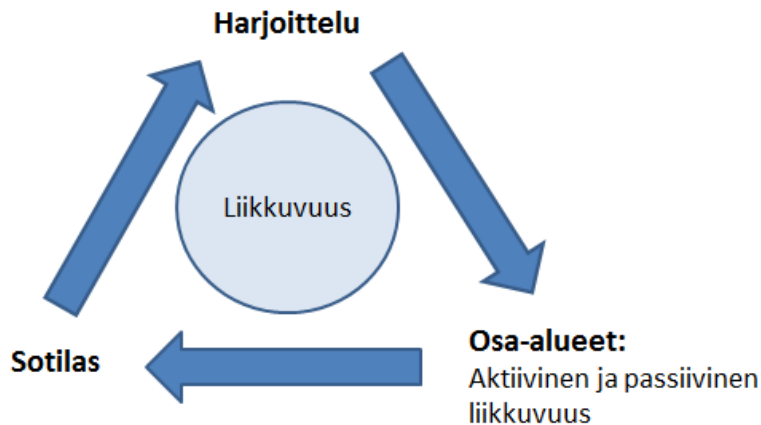 Harjoittelu
Liikkuvuus
Sotilas
Osa-alueet:
Aktiivinen ja passiivinen
liikkuvuus